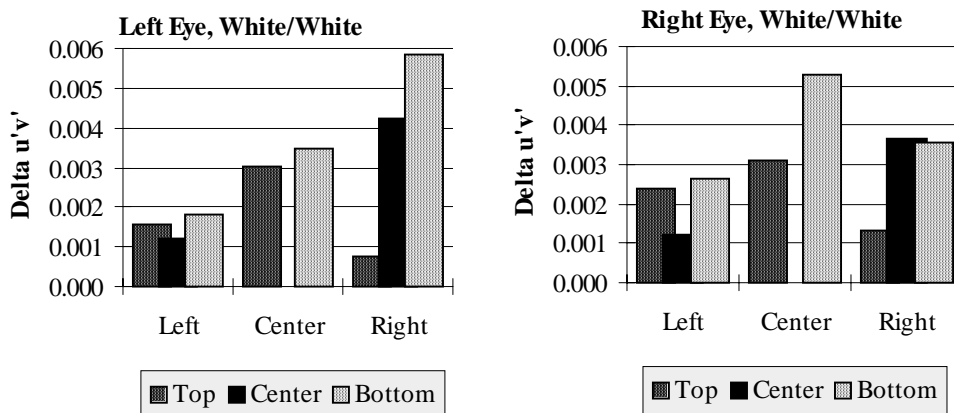 Left Eye, White/White
0.006
0.005
0.004
0.003
0.002
0.001
0.000
Delta u'v'
Left Center Right
Top Center Bottom
Right Eye, White/White
0.006
0.005
0.004
0.003
0.002
0.001
0.000
Delta u'v'
Left Center Right
Top Center Bottom